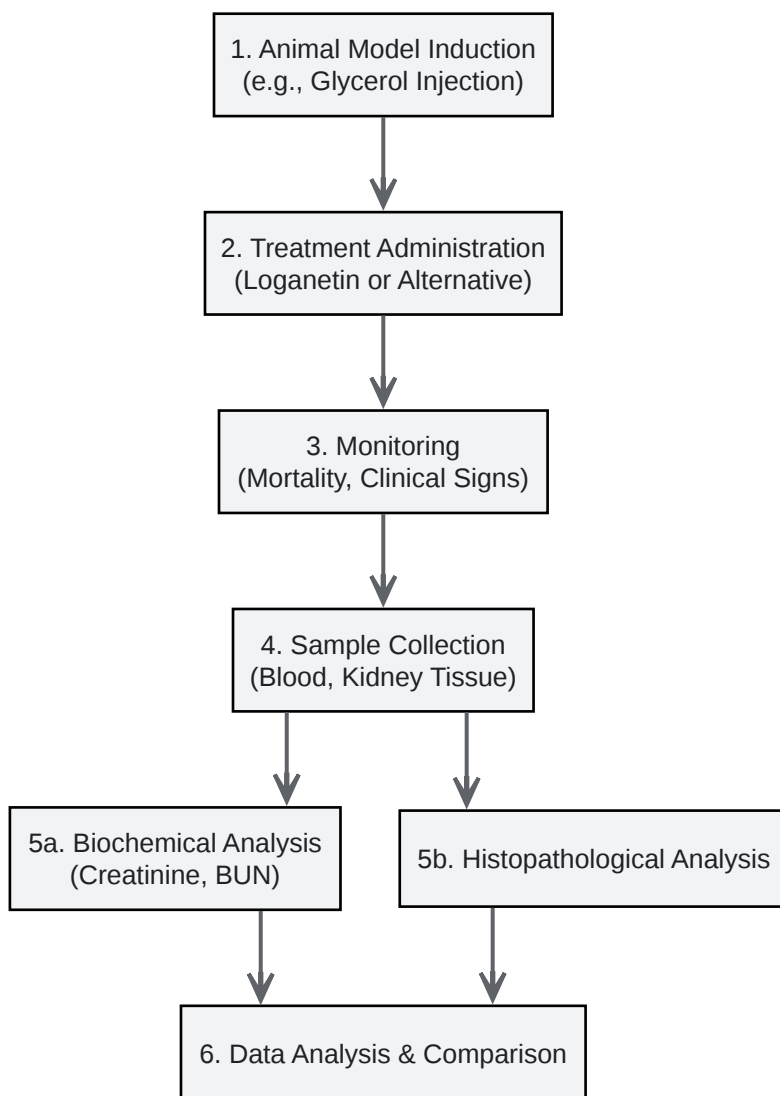 1. Animal Model Induction
(e.g., Glycerol Injection)
2. Treatment Administration
(Loganetin or Alternative)
3. Monitoring
(Mortality, Clinical Signs)
4. Sample Collection
(Blood, Kidney Tissue)
5a. Biochemical Analysis
(Creatinine, BUN)
5b. Histopathological Analysis
6. Data Analysis & Comparison